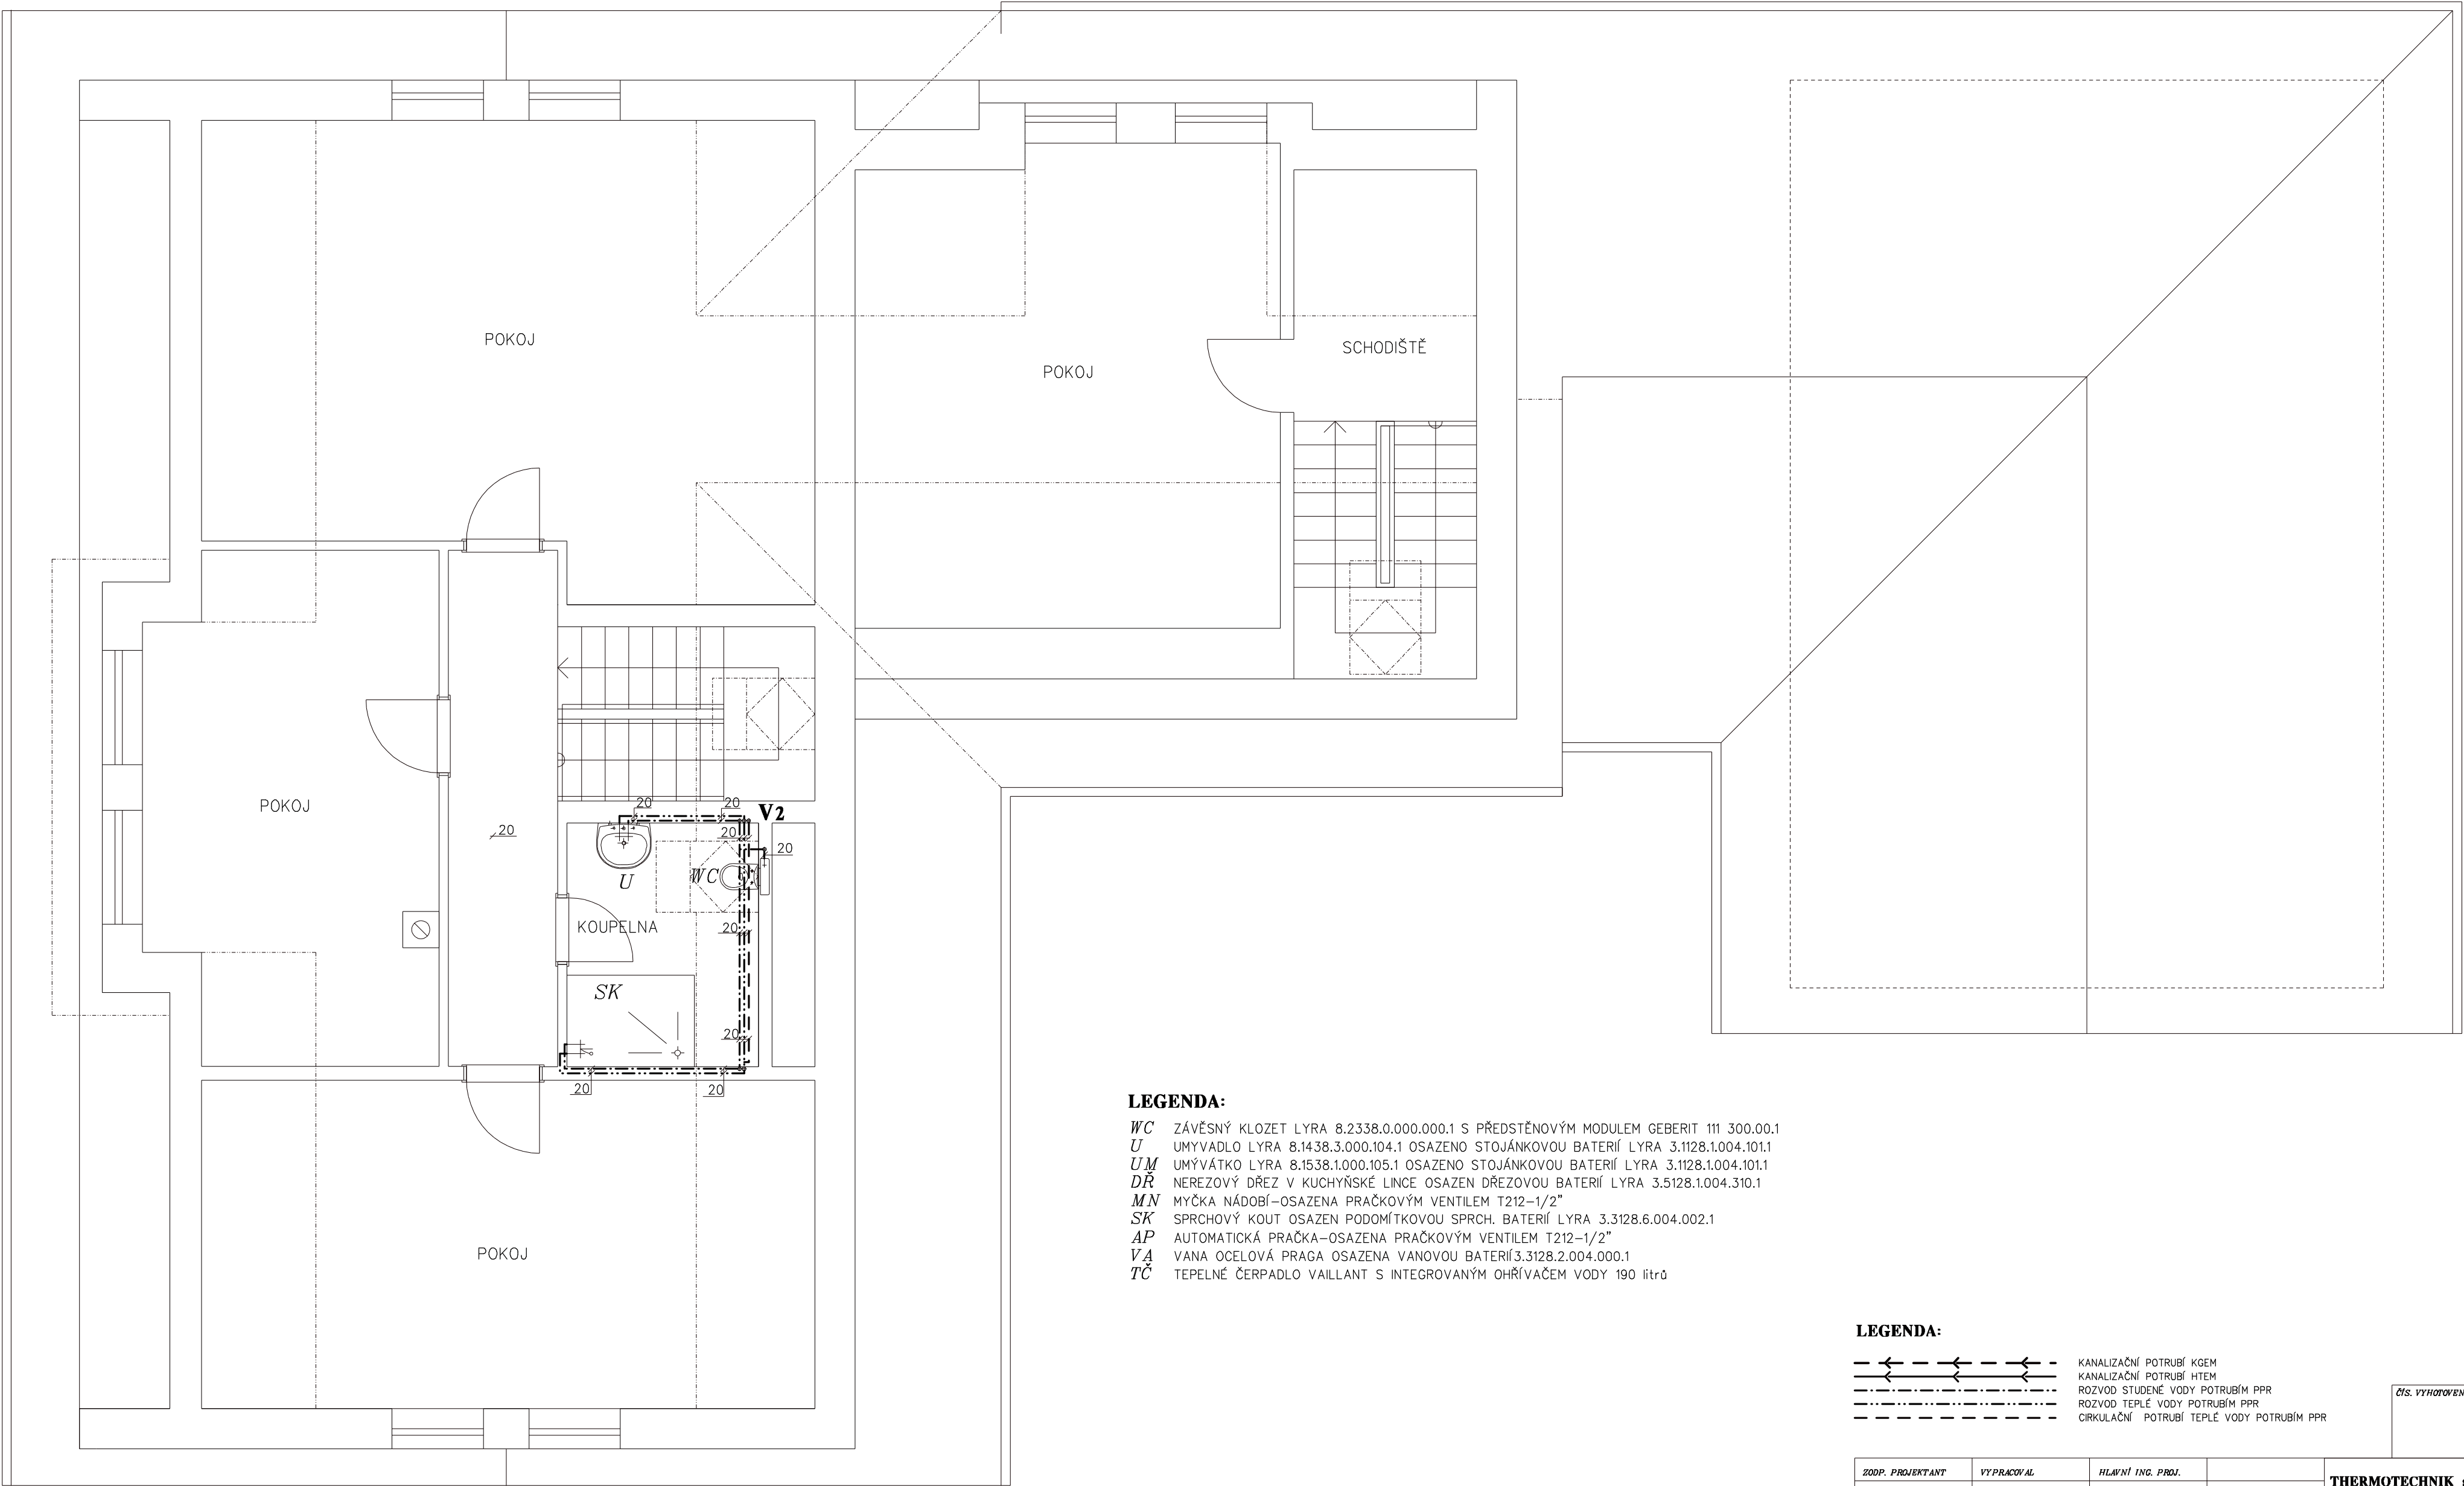 POKOJ
POKOJ
SCHODIŠTĚ
POKOJ
20
20
20
V2
20
20
U
WC
KOUPELNA
20
SK
20
20
20
POKOJ
LEGENDA:
WC ZÁVĚSNÝ KLOZET LYRA 8.2338.0.000.000.1 S PŘEDSTĚNOVÝM MODULEM GEBERIT 111 300.00.1
U UMYVADLO LYRA 8.1438.3.000.104.1 OSAZENO STOJÁNKOVOU BATERIÍ LYRA 3.1128.1.004.101.1
UM UMÝVÁTKO LYRA 8.1538.1.000.105.1 OSAZENO STOJÁNKOVOU BATERIÍ LYRA 3.1128.1.004.101.1
DŘ NEREZOVÝ DŘEZ V KUCHYŇSKÉ LINCE OSAZEN DŘEZOVOU BATERIÍ LYRA 3.5128.1.004.310.1
MN MYČKA NÁDOBÍ-OSAZENA PRAČKOVÝM VENTILEM T212-1/2"
SK SPRCHOVÝ KOUT OSAZEN PODOMÍTKOVOU SPRCH. BATERIÍ LYRA 3.3128.6.004.002.1
AP AUTOMATICKÁ PRAČKA-OSAZENA PRAČKOVÝM VENTILEM T212-1/2"
VA VANA OCELOVÁ PRAGA OSAZENA VANOVOU BATERIÍ3.3128.2.004.000.1
TČ TEPELNÉ ČERPADLO VAILLANT S INTEGROVANÝM OHŘÍVAČEM VODY 190 litrů
LEGENDA:
KANALIZAČNÍ POTRUBÍ KGEM
KANALIZAČNÍ POTRUBÍ HTEM
ROZVOD STUDENÉ VODY POTRUBÍM PPR
ROZVOD TEPLÉ VODY POTRUBÍM PPR
CIRKULAČNÍ POTRUBÍ TEPLÉ VODY POTRUBÍM PPR
ČÍS. VYHOTOVEN
ZODP. PROJEKTANT VYPRACOVAL HLAVNÍ ING. PROJ.
THERMOTECHNIK